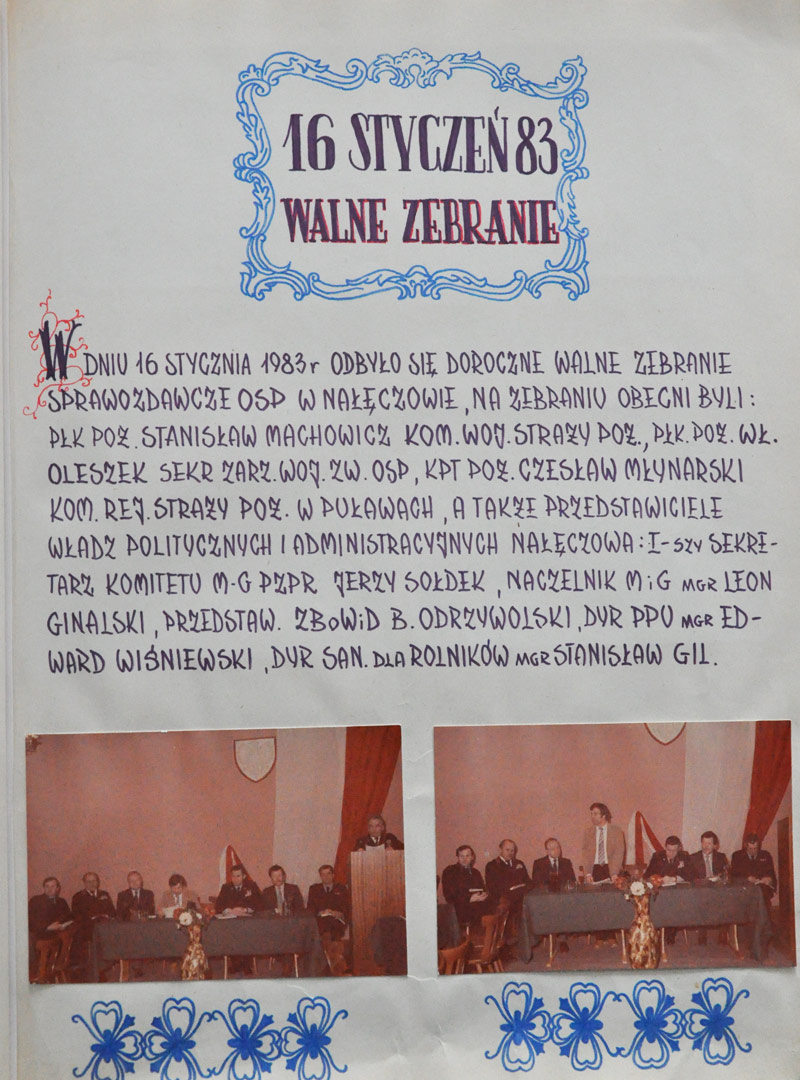 16 STYCZEŃ 83
WALNE ZEBRANIE
W DNIU 16 STYCZNIA 1983r ODBYŁO SIĘ DOROCZNE WALNE ZEBRANIE
SPRAWOZDAWCZE OSP W NAŁĘCZOWIE, NA ZEBRANIU OBECNI BYLI:
PŁK POŻ. STANISŁAW MACHOWICZ KOM. WOJ. STRAŻY POŻ., PŁK. POŻ. WŁ.
OLESZEK SEKR ZARZ. WOJ. ZW. OSP, KPT POŻ. CZESŁAW MŁYNARSKI
KOM. REJ. STRAŻY POŻ. W PUŁAWACH, A TAKŻE PRZEDSTAWICIELE
WŁADZ POLITYCZNYCH I ADMINISTRACYJNYCH NAŁĘCZOWA: I-szy SEKRE-
TARZ KOMITETU M-G PZPR JERZY SOŁDEK, NACZELNIK M i G MGR LEON
GINALSKI, PRZEDSTAW. ZBoWiD B. ODRZYWOLSKI, DYR PPU MGR ED-
WARD WIŚNIEWSKI, DYR SAN. DLA ROLNIKÓW MGR STANISŁAW GIL.